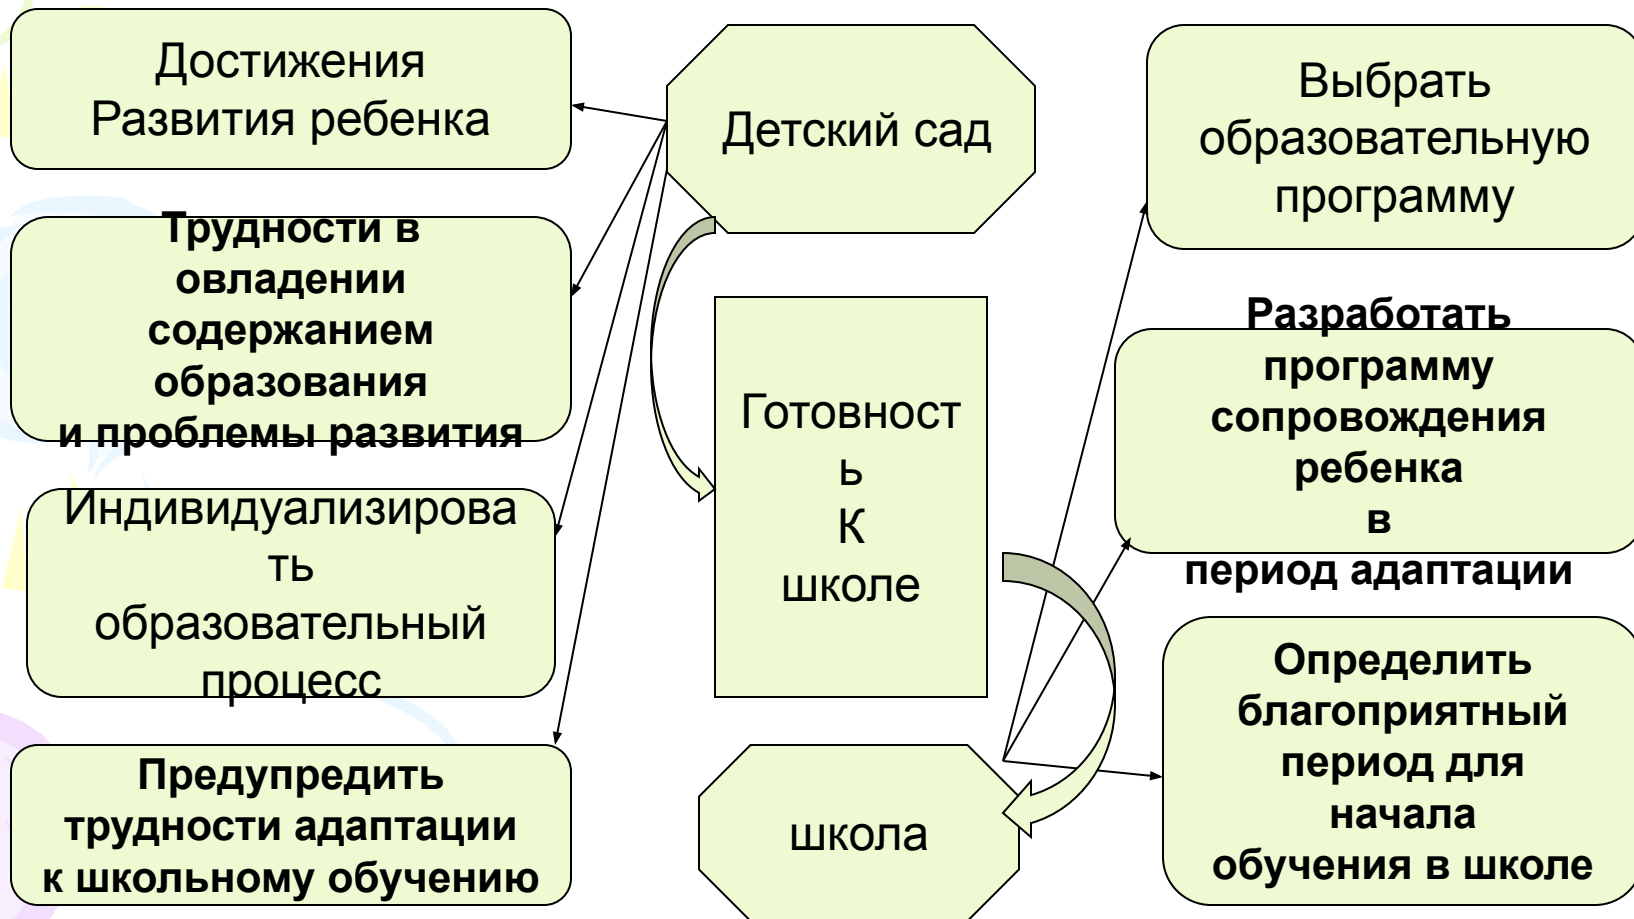 Достижения
Развития ребенка
Трудности в
овладении
содержанием
образования
и проблемы развития
Индивидуализирова
ть
образовательный
процесс
Предупредить
трудности адаптации
к школьному обучению
Детский сад
Готовност
ь
К
школе
школа
Выбрать
образовательную
программу
Разработать
программу
сопровождения
ребенка
в
период адаптации
Определить
благоприятный
период для
начала
обучения в школе